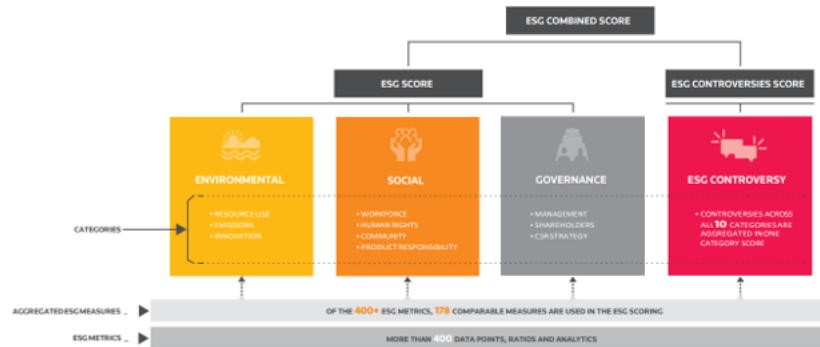 ESG COMBINED SCORE
ESG SCORE
ESG CONTROVERSIES SCORE
ENVIRONMENTAL
SOCIAL
GOVERNANCE
ESG CONTROVERSY
CATEGORIES
• RESOURCE USE
• EMISSIONS
• INNOVATION
• WORKFORCE
• HUMAN RIGHTS
• COMMUNITY
• PRODUCT RESPONSIBILITY
• MANAGEMENT
• SHAREHOLDERS
• CSR STRATEGY
• CONTROVERSIES ACROSS
ALL 10 CATEGORIES ARE
AGGREGATED IN ONE
CATEGORY SCORE
AGGREGATED ESG MEASURES
OF THE 400+ ESG METRICS, 178 COMPARABLE MEASURES ARE USED IN THE ESG SCORING
ESG METRICS
MORE THAN 400 DATA POINTS, RATIOS AND ANALYTICS